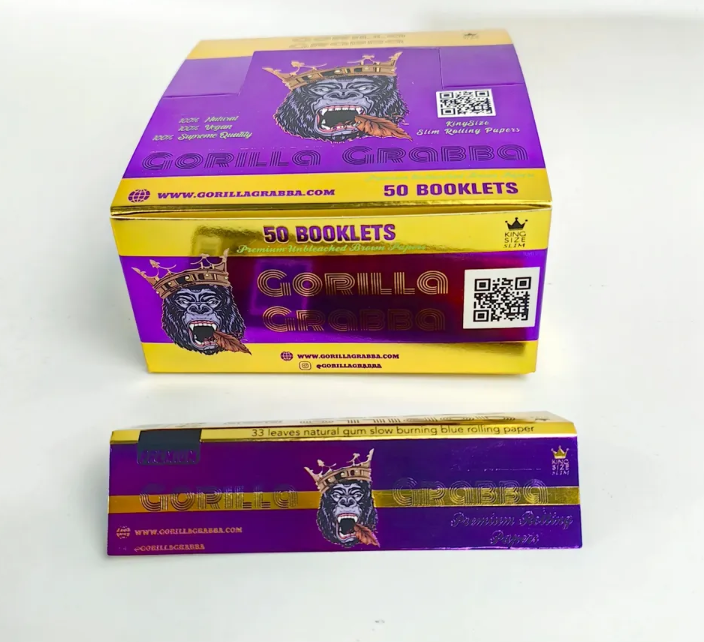 GORILLA
GRABBA
100% Natural
100% Vegan
100% Supreme Quality
KingSize
Slim Rolling Papers
GORILLA GRABBA
WWW.GORILLAGRABBA.COM
50 BOOKLETS
50 BOOKLETS
Premium Unbleached Brown Papers
KING
SIZE
SLIM
GORILLA
GRABBA
WWW.GORILLAGRABBA.COM
@GORILLAGRABBA
33 leaves natural gum slow burning blue rolling paper
KING
SIZE
SLIM
GORILLA GRABBA
Premium Rolling
Papers
WWW.GORILLAGRABBA.COM
@GORILLAGRABBA